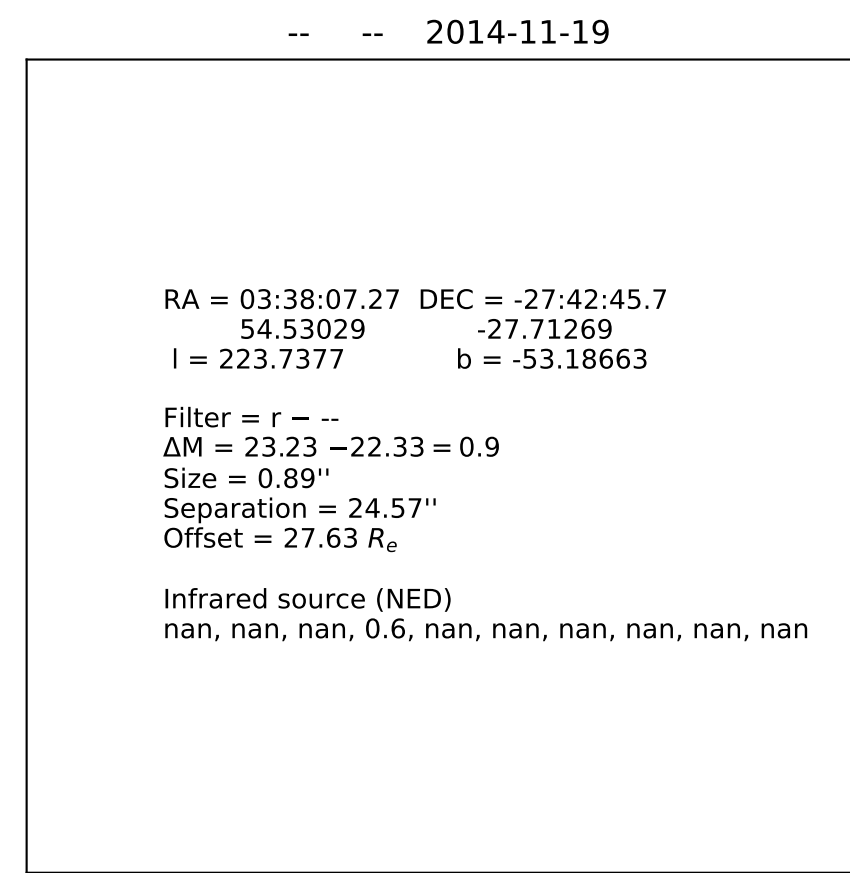 -- -- 2014-11-19
RA = 03:38:07.27 DEC = -27:42:45.7
54.53029 -27.71269
l = 223.7377 b = -53.18663
Filter = r − --
ΔM = 23.23 −22.33 = 0.9
Size = 0.89''
Separation = 24.57''
Offset = 27.63 Re
Infrared source (NED)
nan, nan, nan, 0.6, nan, nan, nan, nan, nan, nan